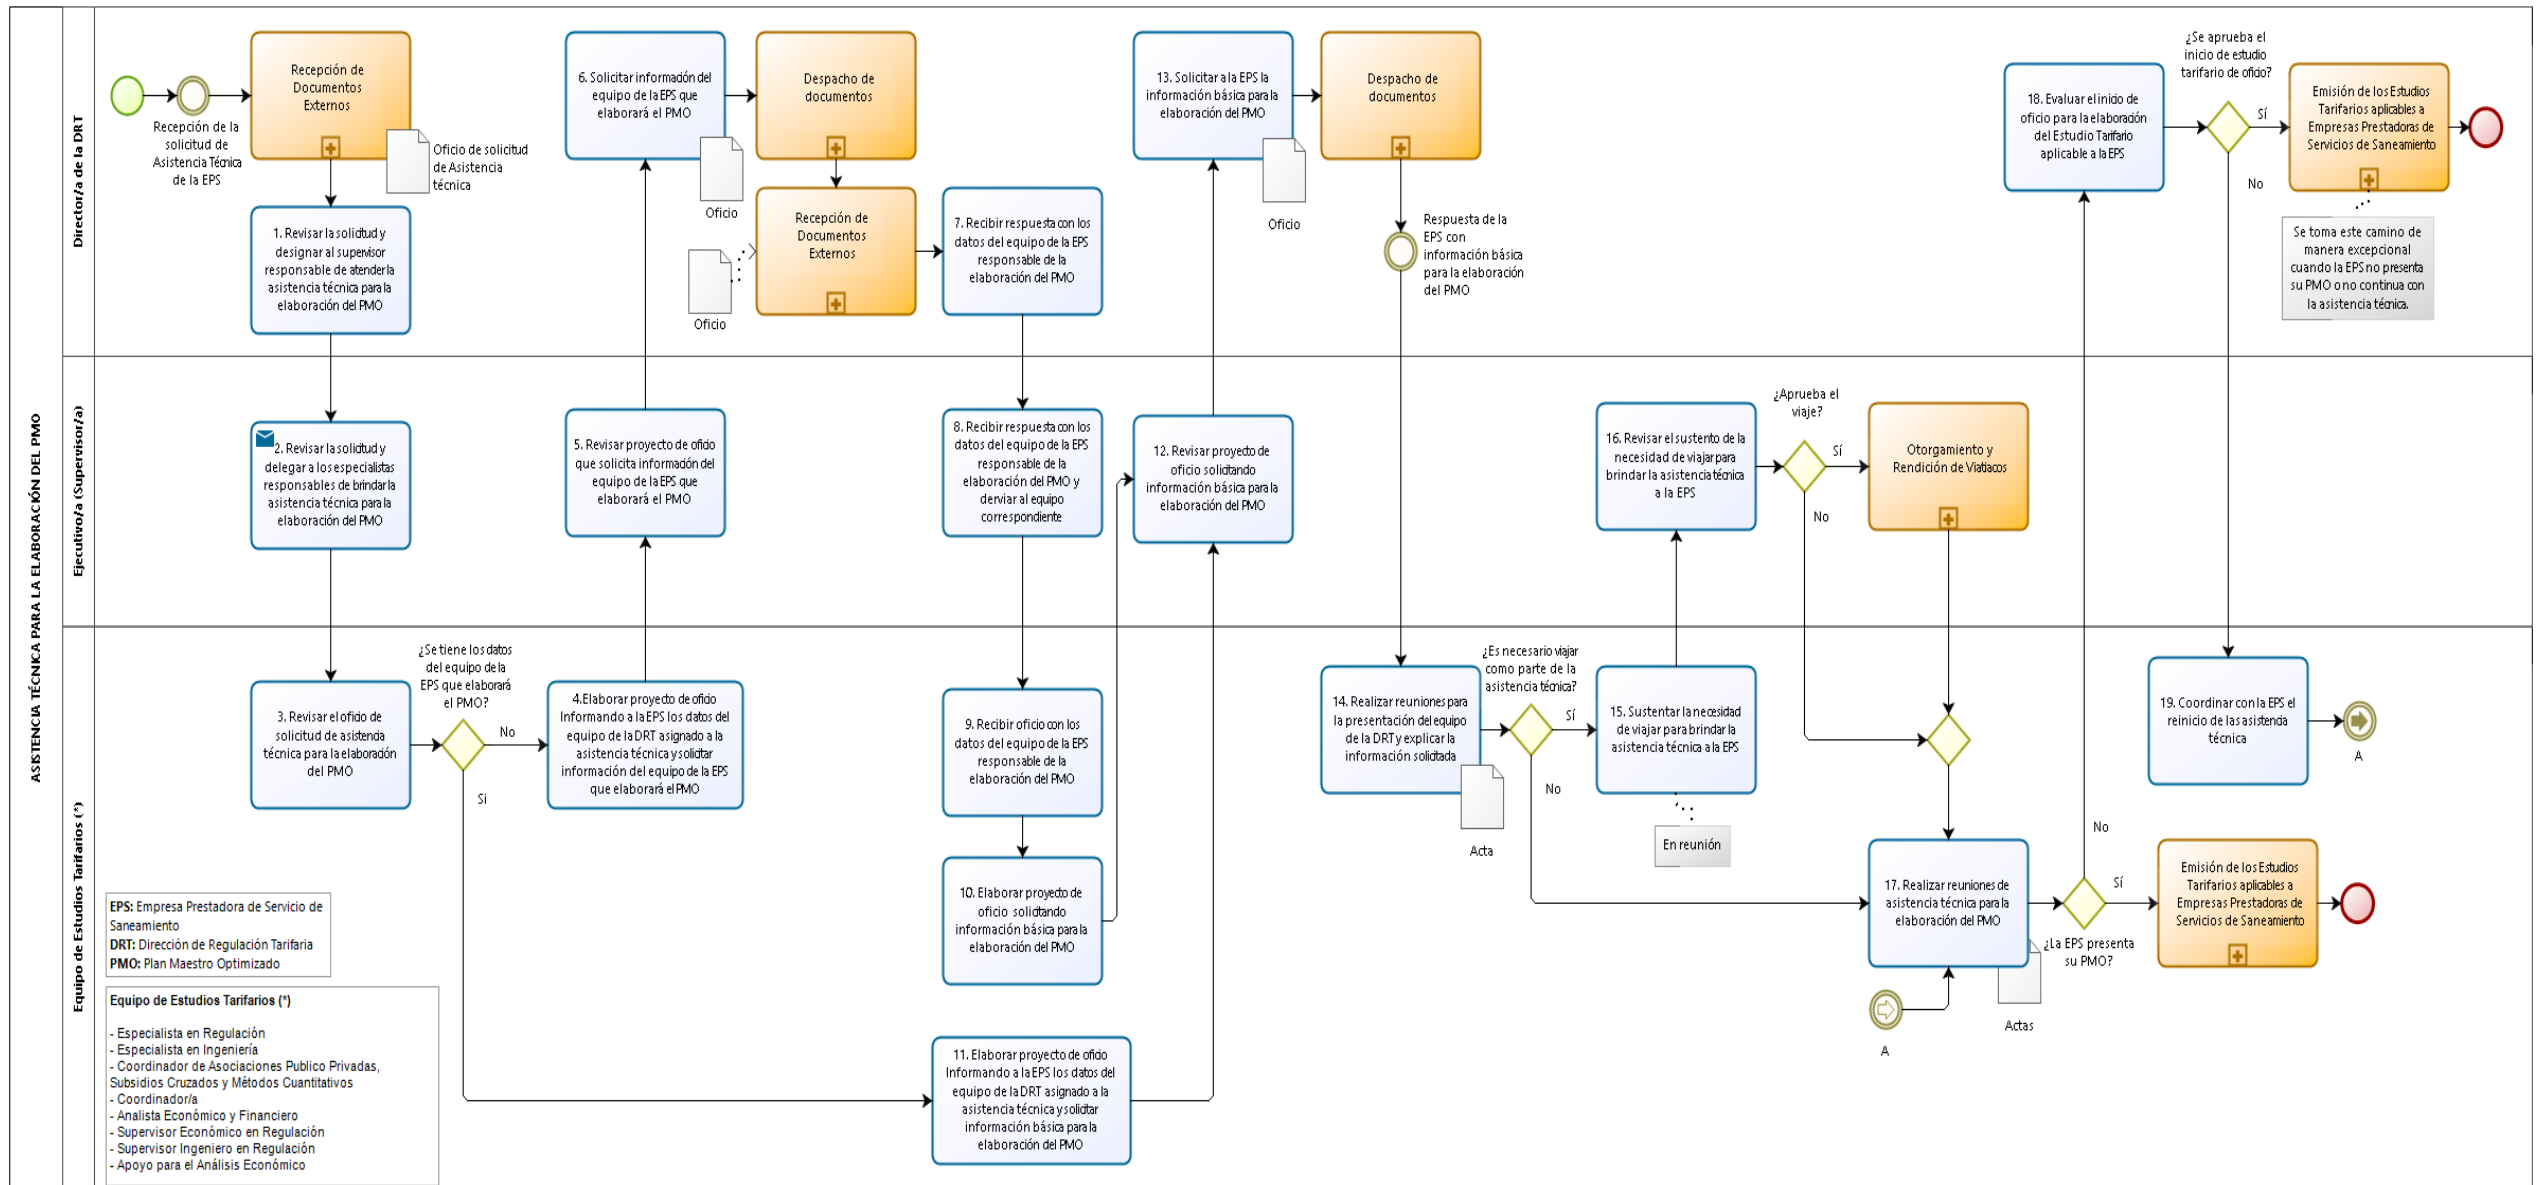 ASISTENCIA TÉCNICA PARA LA ELABORACIÓN DEL PMO
Director/a de la DRT
Recepción de la
solicitud de
Asistencia Técnica
de la EPS
Recepción de
Documentos
Externos
Oficio de solicitud
de Asistencia
técnica
1. Revisar la solicitud y
designar al supervisor
responsable de atender la
asistencia técnica para la
elaboración del PMO
6. Solicitar información del
equipo de la EPS que
elaborará el PMO
Oficio
Despacho de
documentos
Recepción de
Documentos
Externos
Oficio
7. Recibir respuesta con los
datos del equipo de la EPS
responsable de la
elaboración del PMO
13. Solicitar a la EPS la
información básica para la
elaboración del PMO
Oficio
Despacho de
documentos
Respuesta de la
EPS con
información básica
para la elaboración
del PMO
18. Evaluar el inicio de
oficio para la elaboración
del Estudio Tarifario
aplicable a la EPS
¿Se aprueba el
inicio de estudio
tarifario de oficio?
Sí
No
Emisión de los Estudios
Tarifarios aplicables a
Empresas Prestadoras de
Servicios de Saneamiento
Se toma este camino de
manera excepcional
cuando la EPS no presenta
su PMO o no continua con
la asistencia técnica.
Ejecutivo/a (Supervisor/a)
2. Revisar la solicitud y
delegar a los especialistas
responsables de brindar la
asistencia técnica para la
elaboración del PMO
5. Revisar proyecto de oficio
que solicita información del
equipo de la EPS que
elaborará el PMO
8. Recibir respuesta con los
datos del equipo de la EPS
responsable de la
elaboración del PMO y
derviar al equipo
correspondiente
12. Revisar proyecto de
oficio solicitando
información básica para la
elaboración del PMO
16. Revisar el sustento de la
necesidad de viajar para
brindar la asistencia técnica
a la EPS
¿Aprueba el
viaje?
Sí
No
Otorgamiento y
Rendición de Viatiacos
Equipo de Estudios Tarifarios (*)
3. Revisar el oficio de
solicitud de asistencia
técnica para la elaboración
del PMO
¿Se tiene los datos
del equipo de la
EPS que elaborará
el PMO?
No
Si
4.Elaborar proyecto de oficio
Informando a la EPS los datos del
equipo de la DRT asignado a la
asistencia técnica y solicitar
información del equipo de la EPS
que elaborará el PMO
9. Recibir oficio con los
datos del equipo de la EPS
responsable de la
elaboración del PMO
10. Elaborar proyecto de
oficio solicitando
información básica para la
elaboración del PMO
11. Elaborar proyecto de oficio
Informando a la EPS los datos del
equipo de la DRT asignado a la
asistencia técnica y solicitar
información básica para la
elaboración del PMO
14. Realizar reuniones para
la presentación del equipo
de la DRT y explicar la
información solicitada
Acta
¿Es necesario viajar
como parte de la
asistencia técnica?
Sí
No
15. Sustentar la necesidad
de viajar para brindar la
asistencia técnica a la EPS
En reunión
17. Realizar reuniones de
asistencia técnica para la
elaboración del PMO
Actas
A
¿La EPS presenta
su PMO?
No
Sí
Emisión de los Estudios
Tarifarios aplicables a
Empresas Prestadoras de
Servicios de Saneamiento
19. Coordinar con la EPS el
reinicio de las asistencia
técnica
A
EPS: Empresa Prestadora de Servicio de
Saneamiento
DRT: Dirección de Regulación Tarifaria
PMO: Plan Maestro Optimizado
Equipo de Estudios Tarifarios (*)
- Especialista en Regulación
- Especialista en Ingeniería
- Coordinador de Asociaciones Publico Privadas,
Subsidios Cruzados y Métodos Cuantitativos
- Coordinador/a
- Analista Económico y Financiero
- Supervisor Económico en Regulación
- Supervisor Ingeniero en Regulación
- Apoyo para el Análisis Económico